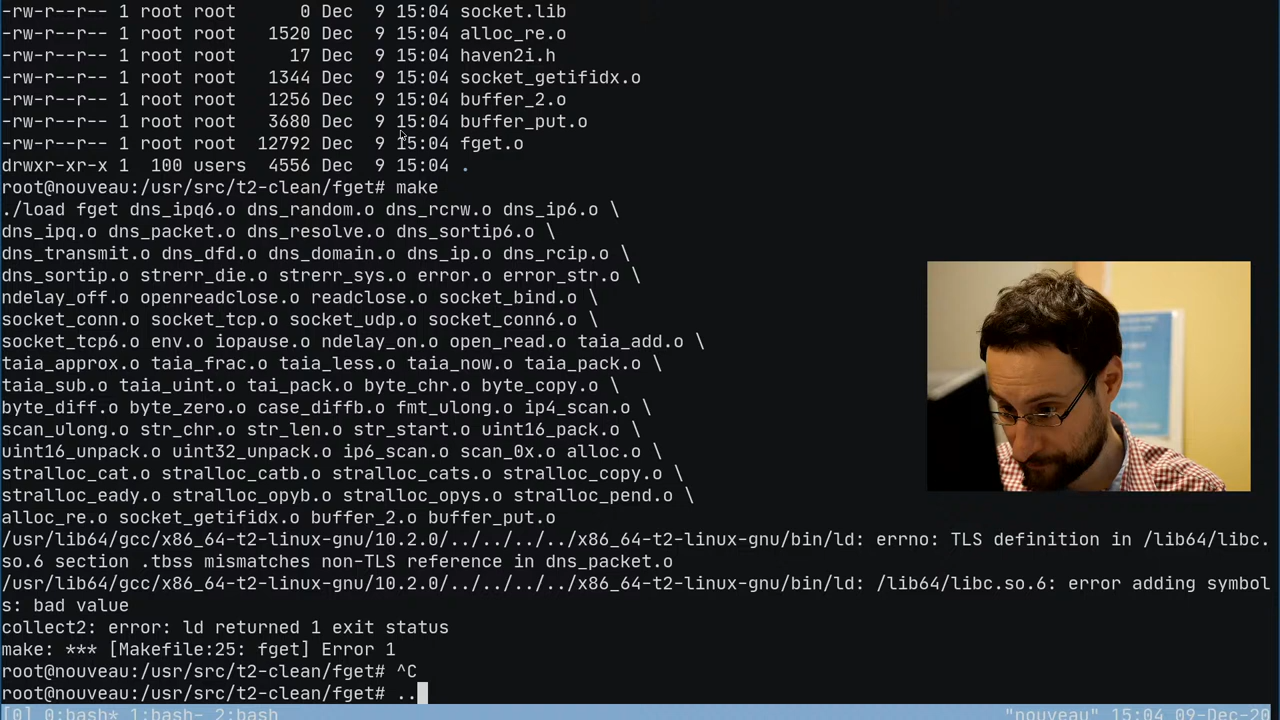 -rw-r--r-- 1 root root     0 Dec  9 15:04 socket.lib
-rw-r--r-- 1 root root  1520 Dec  9 15:04 alloc_re.o
-rw-r--r-- 1 root root    17 Dec  9 15:04 haven2i.h
-rw-r--r-- 1 root root  1344 Dec  9 15:04 socket_getifidx.o
-rw-r--r-- 1 root root  1256 Dec  9 15:04 buffer_2.o
-rw-r--r-- 1 root root  3680 Dec  9 15:04 buffer_put.o
-rw-r--r-- 1 root root 12792 Dec  9 15:04 fget.o
drwxr-xr-x 1  100 users  4556 Dec  9 15:04 .
root@nouveau:/usr/src/t2-clean/fget# make
./load fget dns_ipq6.o dns_random.o dns_rcrw.o dns_ip6.o \
dns_ipq.o dns_packet.o dns_resolve.o dns_sortip6.o \
dns_transmit.o dns_dfd.o dns_domain.o dns_ip.o dns_rcip.o \
dns_sortip.o strerr_die.o strerr_sys.o error.o error_str.o \
ndelay_off.o openreadclose.o readclose.o socket_bind.o \
socket_conn.o socket_tcp.o socket_udp.o socket_conn6.o \
socket_tcp6.o env.o iopause.o ndelay_on.o open_read.o taia_add.o \
taia_approx.o taia_frac.o taia_less.o taia_now.o taia_pack.o \
taia_sub.o taia_uint.o tai_pack.o byte_chr.o byte_copy.o \
byte_diff.o byte_zero.o case_diffb.o fmt_ulong.o ip4_scan.o \
scan_ulong.o str_chr.o str_len.o str_start.o uint16_pack.o \
uint16_unpack.o uint32_unpack.o ip6_scan.o scan_0x.o alloc.o \
stralloc_cat.o stralloc_catb.o stralloc_cats.o stralloc_copy.o \
stralloc_eady.o stralloc_opyb.o stralloc_opys.o stralloc_pend.o \
alloc_re.o socket_getifidx.o buffer_2.o buffer_put.o
/usr/lib64/gcc/x86_64-t2-linux-gnu/10.2.0/../../../../x86_64-t2-linux-gnu/bin/ld: errno: TLS definition in /lib64/libc.
so.6 section .tbss mismatches non-TLS reference in dns_packet.o
/usr/lib64/gcc/x86_64-t2-linux-gnu/10.2.0/../../../../x86_64-t2-linux-gnu/bin/ld: /lib64/libc.so.6: error adding symbol
s: bad value
collect2: error: ld returned 1 exit status
make: *** [Makefile:25: fget] Error 1
root@nouveau:/usr/src/t2-clean/fget# ^C
root@nouveau:/usr/src/t2-clean/fget# ..
[0] 0:bash* 1:bash- 2:bash "nouveau" 15:04 09-Dec-20